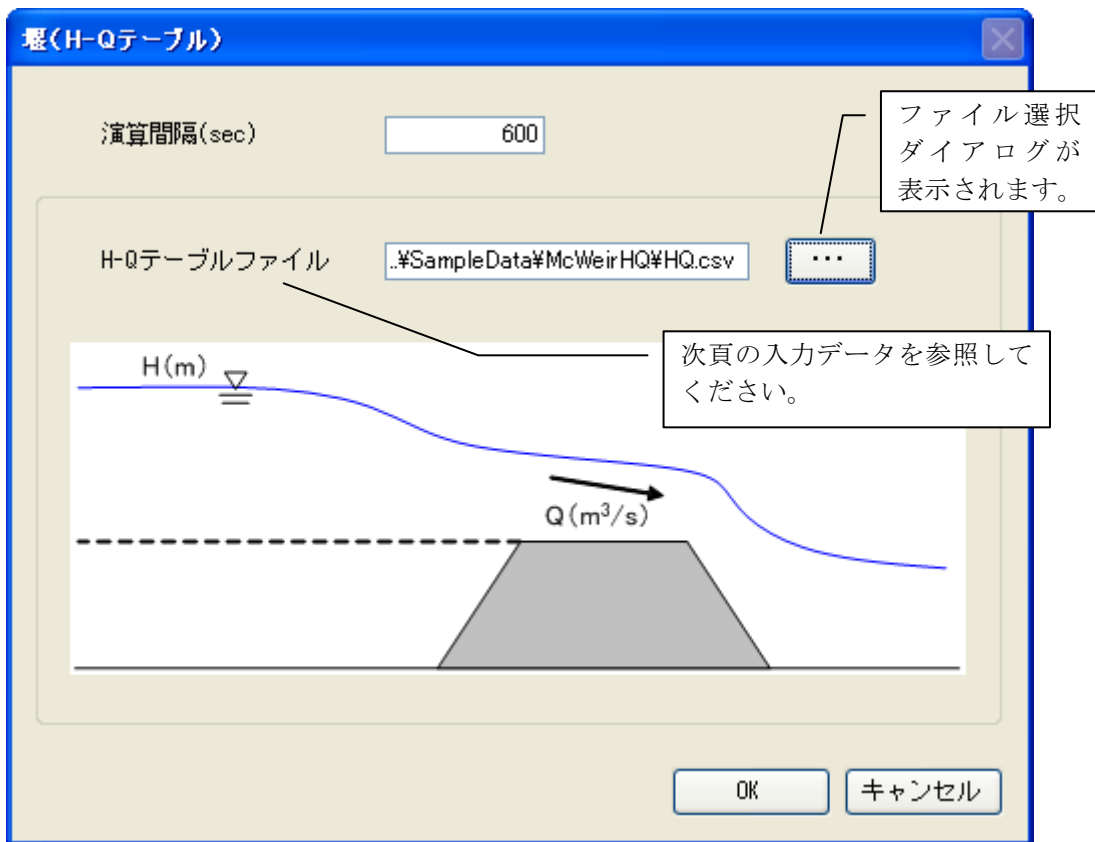 堰(H-Qテーブル)
演算間隔(sec)
600
ファイル選択
ダイアログが
表示されます。
H-Qテーブルファイル
..¥SampleData¥McWeirHQ¥HQ.csv
...
次頁の入力データを参照して
ください。
H(m)
Q(m³/s)
OK
キャンセル